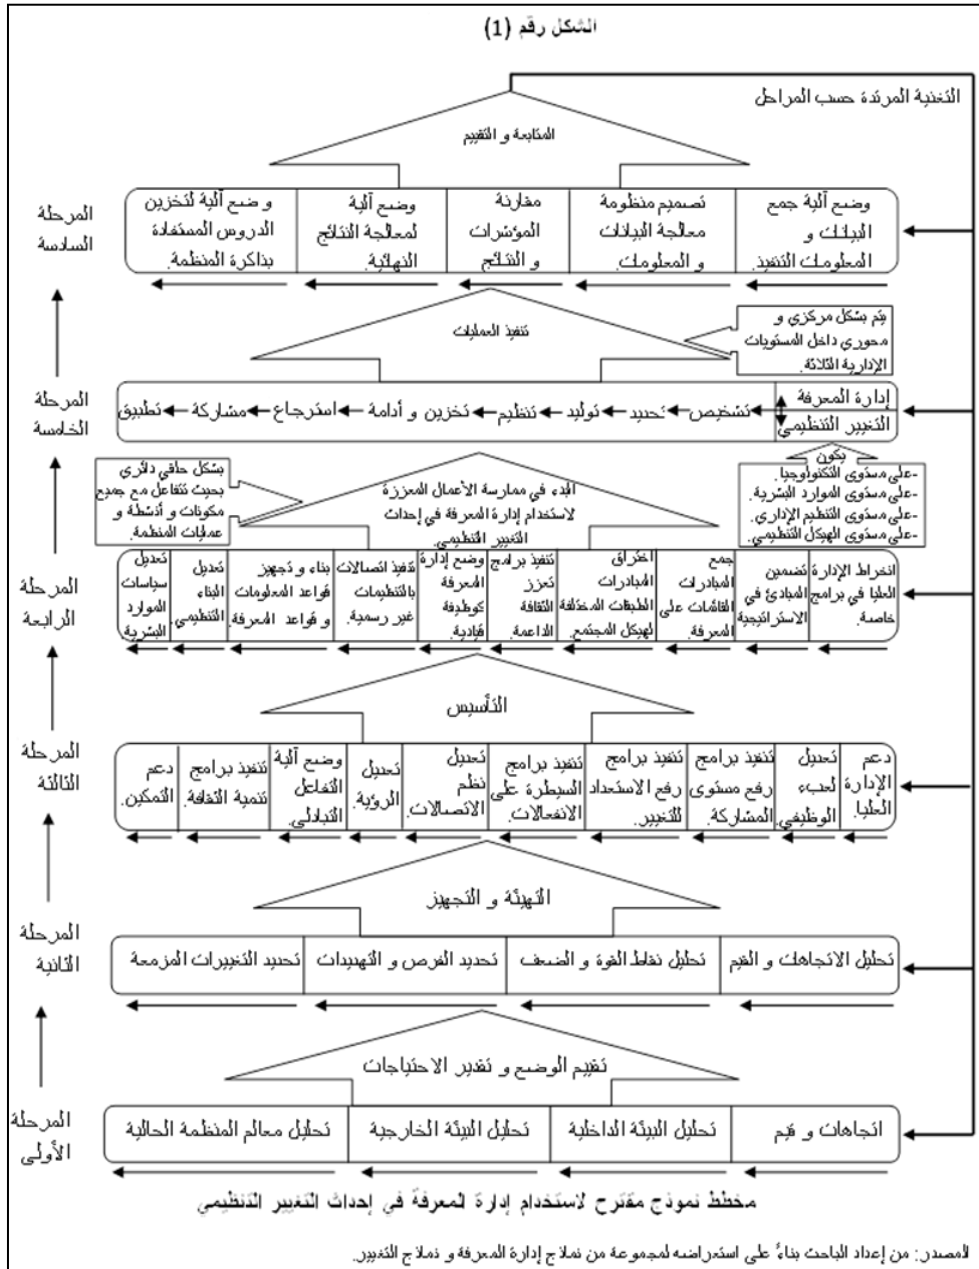 الشكل رقم (1)
التغذية المرتدة حسب المراحل
المتابعة و التقييم
المرحلة
السادسة
وضع آلية جمع
البيانات و
المعلومات التنفيذ.
تصميم منظومة
معالجة البيانات
و المعلومات.
مقارنة
المؤشرات
و النتائج
وضع آلية
لمعالجة النتائج
النهائية.
و ضع آلية لتخزين
الدروس المستفادة
بذاكرة المنظمة.
تنفيذ العمليات
يتم بشكل مركزي و
محوري داخل المستويات
الإدارية الثلاثة.
المرحلة
الخامسة
إدارة المعرفة
التغيير التنظيمي
تشخيص
تحديد
توليد
تنظيم
تخزين و أدامة
استرجاع
مشاركة
تطبيق
يكون
-على مستوى التكنولوجيا.
-على مستوى الموارد البشرية.
-على مستوى التنظيم الإداري.
-على مستوى الهيكل التنظيمي.
البدء في ممارسة الأعمال المعززة
لاستخدام إدارة المعرفة في إحداث
التغيير التنظيمي.
بشكل حلقي دائري
بحيث تتفاعل مع جميع
مكونات و أنشطة و
عمليات المنظمة.
المرحلة
الرابعة
انخراط الإدارة
العليا في برامج
خاصة.
تضمين
المبادئ في
الاستراتيجية
جمع
المبادرات
القائمات على
المعرفة.
اختراق
المبادرات
الطبقات المختلفة
لهيكل المجتمع.
تنفيذ برامج
تعزز
الثقافة
الداعمة.
وضع إدارة
المعرفة
كوظيفة
قيادية.
تنفيذ اتصالات
بالتنظيمات
غير رسمية.
بناء و تجهيز
قواعد المعلومات
و قواعد المعرفة.
تعديل
البناء
التنظيمي.
تعديل
سياسات
الموارد
البشرية.
التأسيس
المرحلة
الثالثة
دعم
الإدارة
العليا.
تعديل
لعبء
الوظيفي.
تنفيذ برامج
رفع مستوى
المشاركة.
تنفيذ برامج
رفع الاستعداد
للتغيير.
تنفيذ برامج
السيطرة على
الانفعالات.
تعديل
نظم
الاتصالات.
تعديل
الرؤية.
وضع آلية
التفاعل
التبادلي.
تنفيذ برامج
تنمية الثقافة.
دعم
التمكين.
التهيئة و التجهيز
المرحلة
الثانية
تحليل الاتجاهات و القيم
تحليل نقاط القوة و الضعف
تحديد الفرص و التهديدات
تحديد التغييرات المزمعة
تقييم الوضع و تقدير الاحتياجات
المرحلة
الأولى
اتجاهات و قيم
تحليل البيئة الداخلية
تحليل البيئة الخارجية
تحليل معالم المنظمة الحالية
مخطط نموذج مقترح لاستخدام إدارة المعرفة في إحداث التغيير التنظيمي
المصدر: من إعداد الباحث بناءً على استعراضه لمجموعة من نماذج إدارة المعرفة و نماذج التغيير.